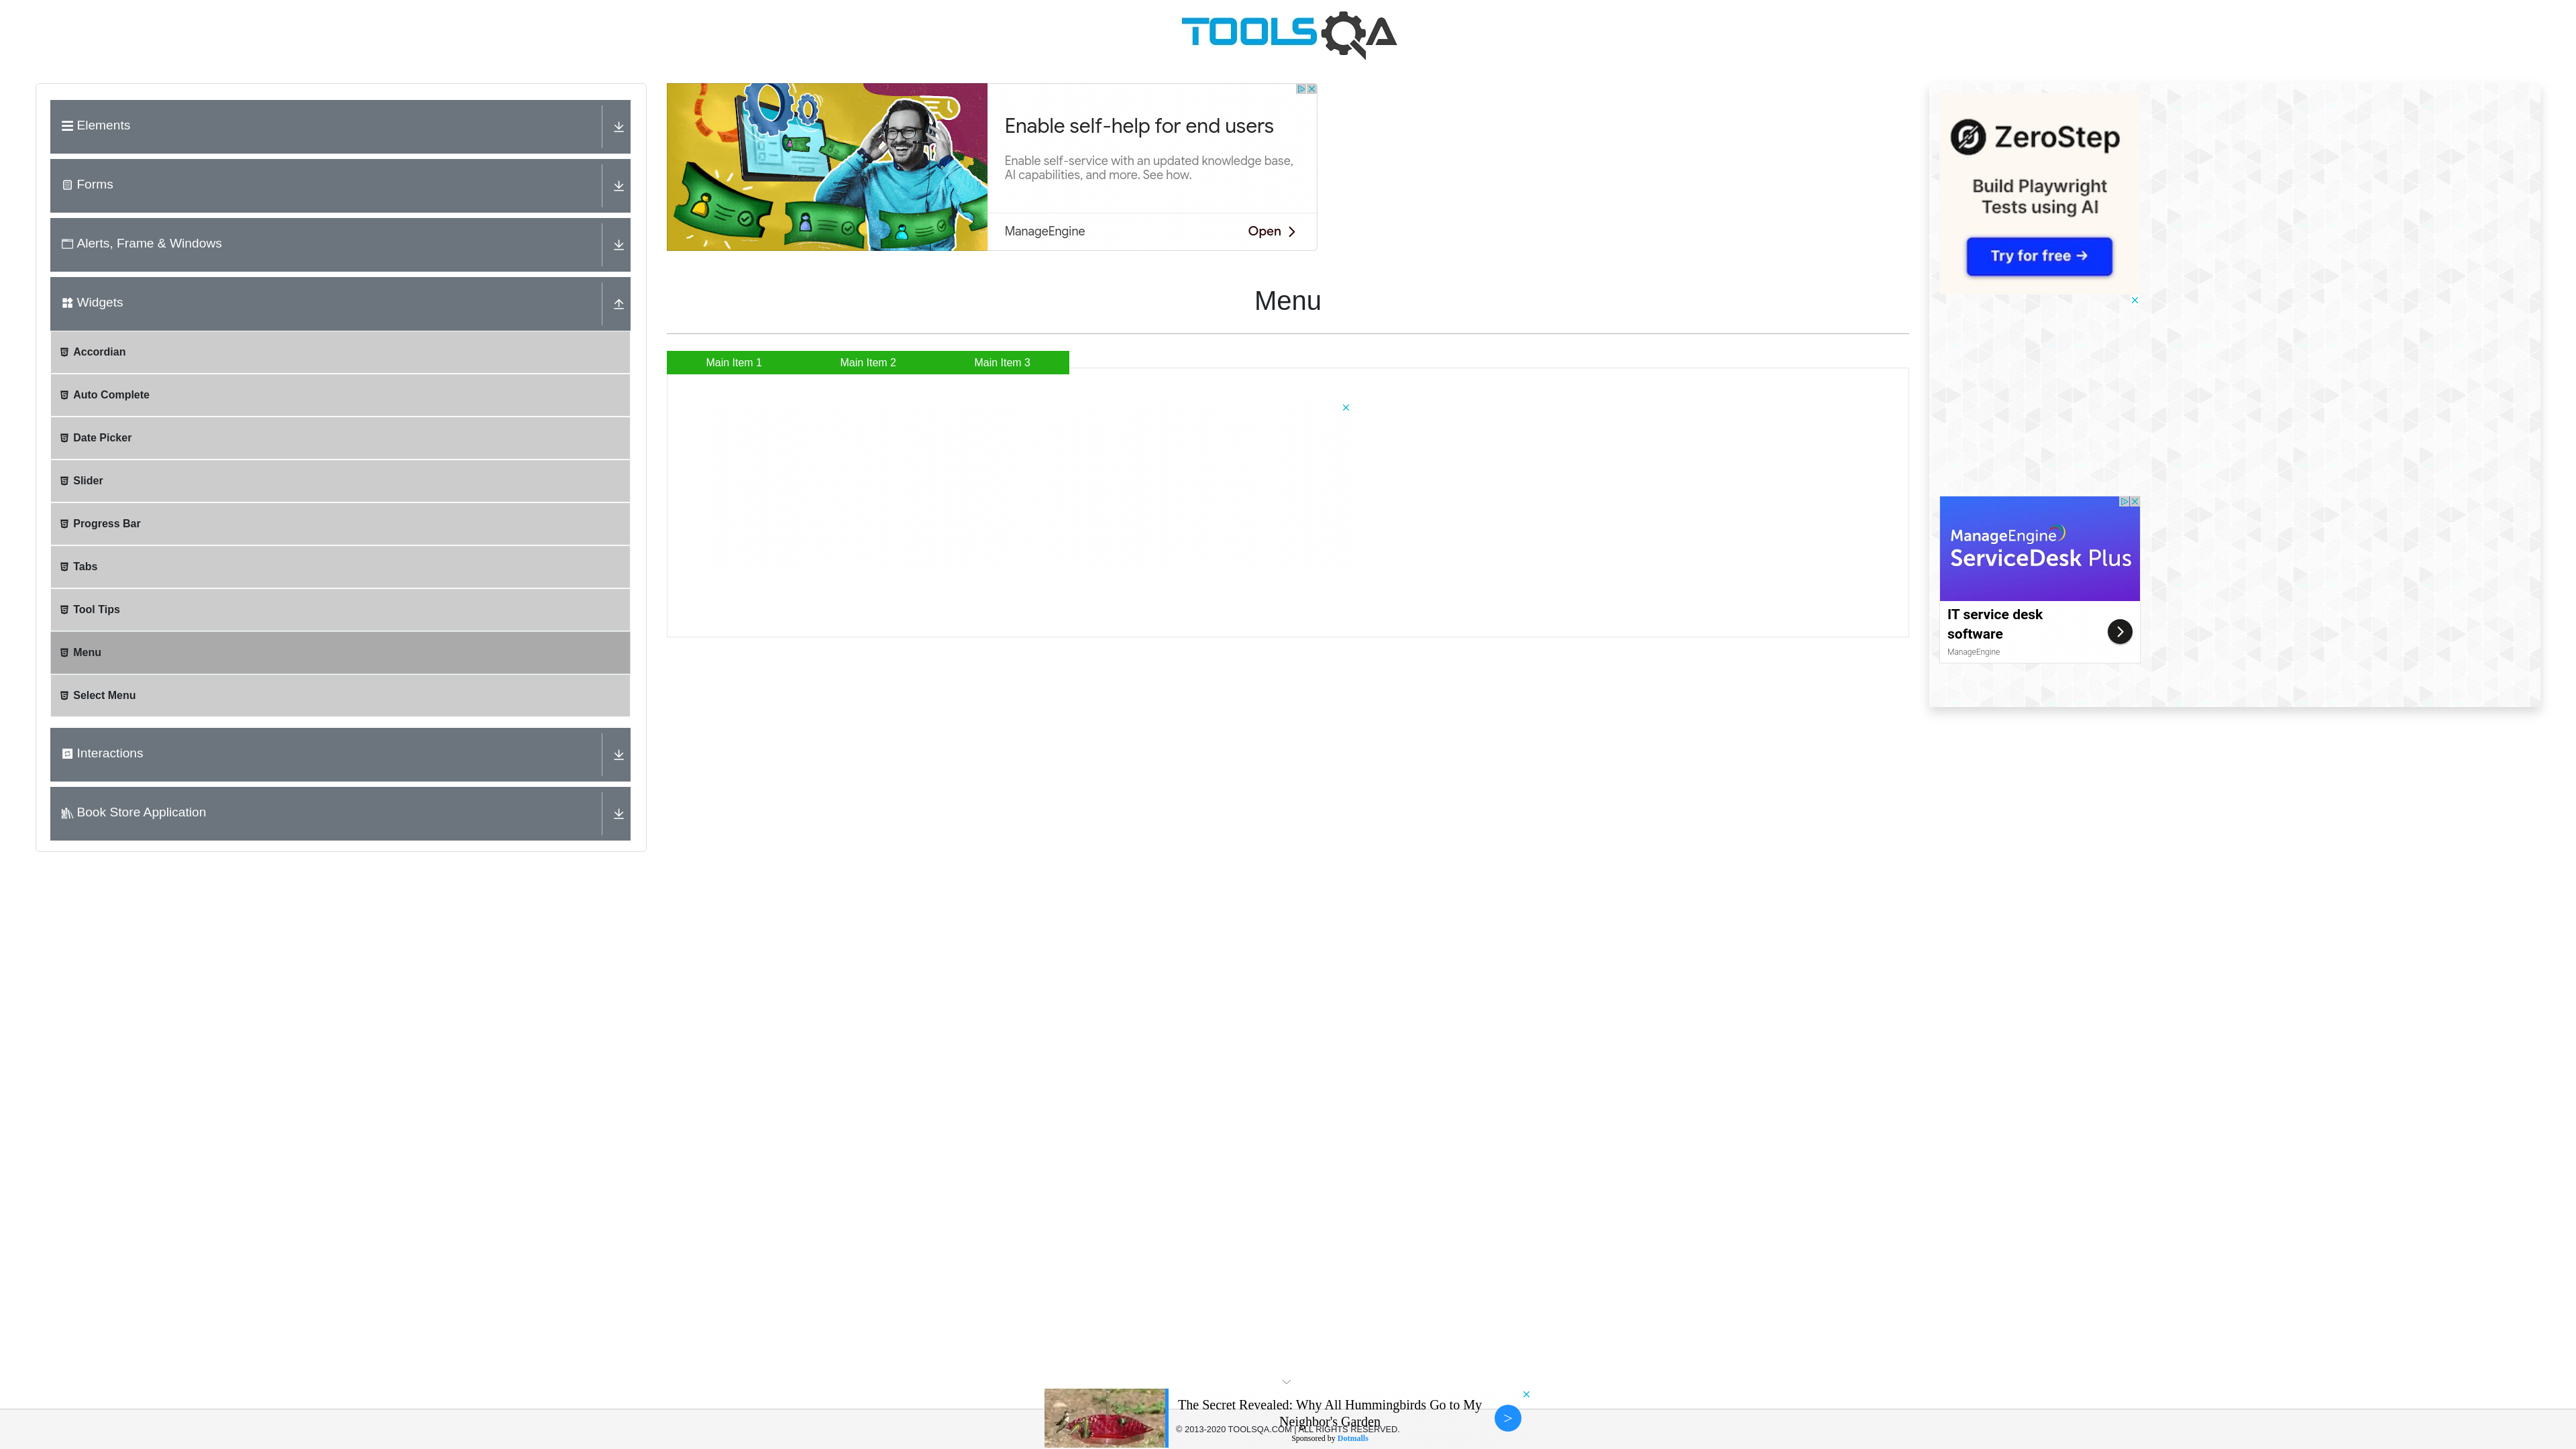 TOOLSQA
Elements
Forms
Alerts, Frame & Windows
Widgets
Accordian
Auto Complete
Date Picker
Slider
Progress Bar
Tabs
Tool Tips
Menu
Select Menu
Interactions
Book Store Application
Enable self-help for end users
Enable self-service with an updated knowledge base,
AI capabilities, and more. See how.
ManageEngine
Open
Menu
Main Item 1
Main Item 2
Main Item 3
ZeroStep
Build Playwright
Tests using AI
Try for free →
ManageEngine
ServiceDesk Plus
IT service desk
software
ManageEngine
The Secret Revealed: Why All Hummingbirds Go to My
Neighbor's Garden
© 2013-2020 TOOLSQA.COM | ALL RIGHTS RESERVED.
Sponsored by Dotmalls